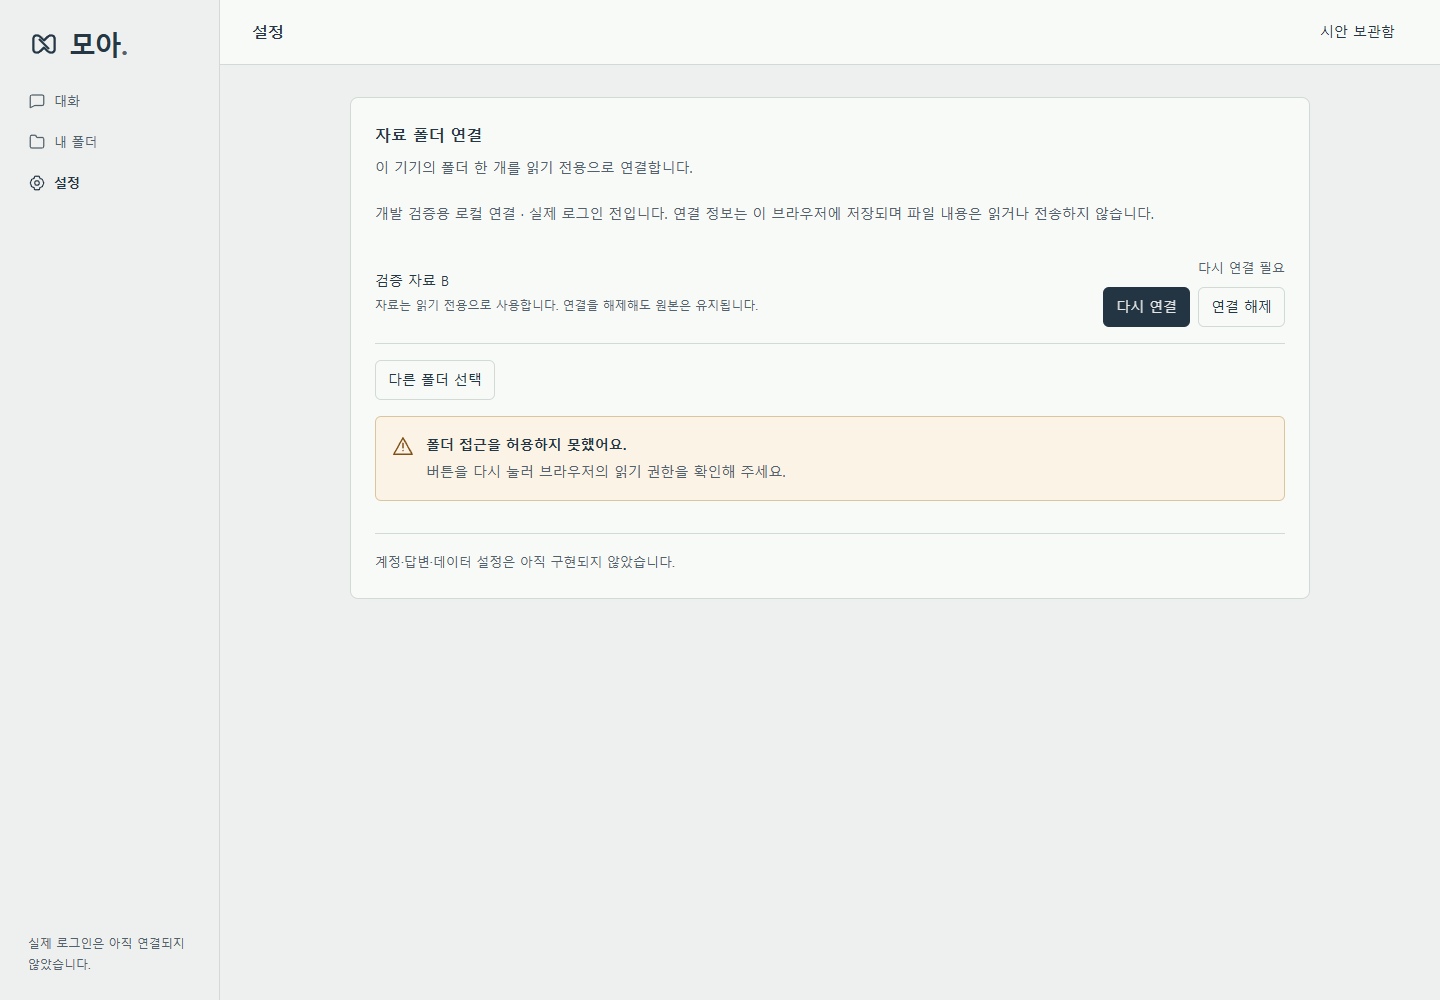 모아.
대화
내 폴더
설정
실제 로그인은 아직 연결되지
않았습니다.
설정
시안 보관함
자료 폴더 연결
이 기기의 폴더 한 개를 읽기 전용으로 연결합니다.
개발 검증용 로컬 연결 · 실제 로그인 전입니다. 연결 정보는 이 브라우저에 저장되며 파일 내용은 읽거나 전송하지 않습니다.
검증 자료 B
자료는 읽기 전용으로 사용합니다. 연결을 해제해도 원본은 유지됩니다.
다시 연결 필요
다시 연결
연결 해제
다른 폴더 선택
폴더 접근을 허용하지 못했어요.
버튼을 다시 눌러 브라우저의 읽기 권한을 확인해 주세요.
계정·답변·데이터 설정은 아직 구현되지 않았습니다.